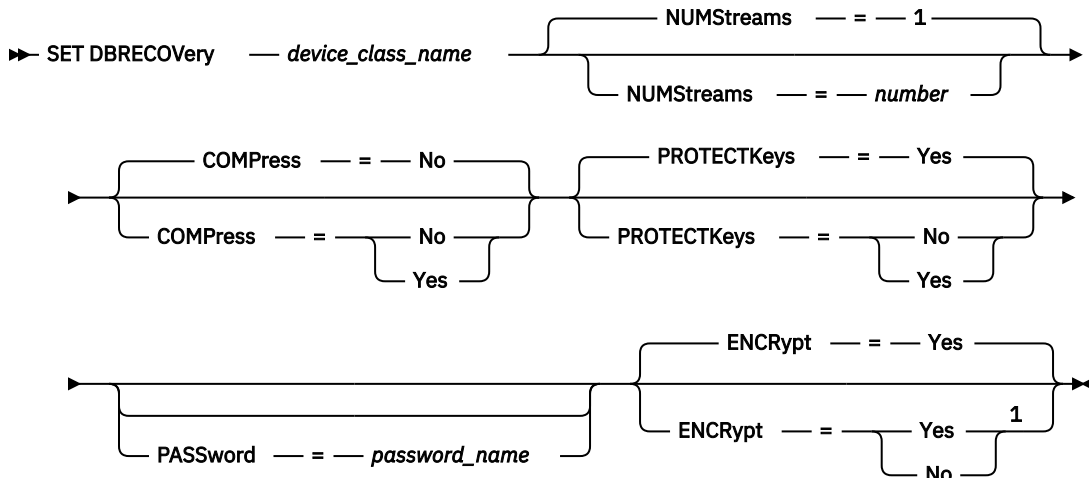 NUMStreams = 1
SET DBRECOVery device_class_name
NUMStreams = number
COMPress = No PROTECTKeys = Yes
COMPress = No PROTECTKeys = No
Yes Yes
ENCRypt = Yes
1
PASSword = password_name ENCRypt = Yes
No